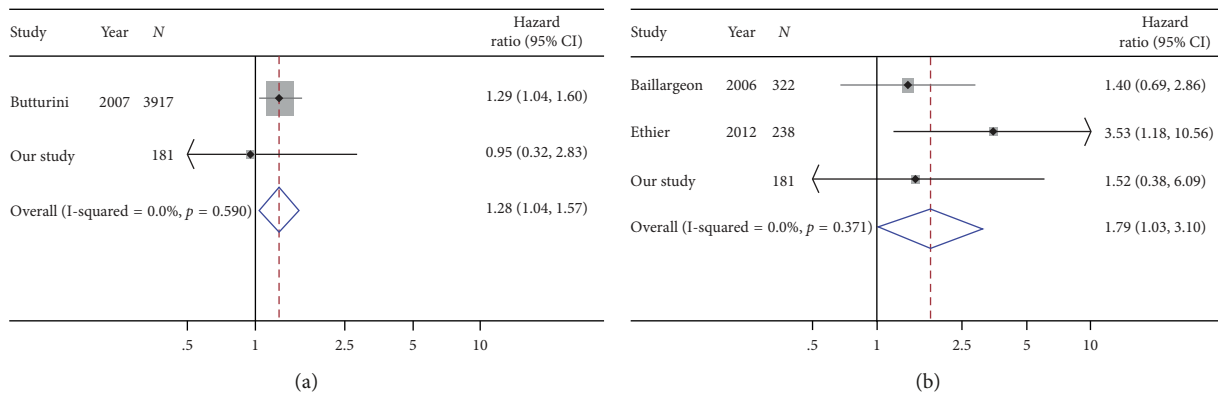 Study Year N Hazard ratio (95% CI)
Butturini 2007 3917 1.29 (1.04, 1.60)
Our study 181 0.95 (0.32, 2.83)
Overall (I-squared = 0.0%, p = 0.590) 1.28 (1.04, 1.57)
.5 1 2.5 5 10
(a)
Study Year N Hazard ratio (95% CI)
Baillargeon 2006 322 1.40 (0.69, 2.86)
Ethier 2012 238 3.53 (1.18, 10.56)
Our study 181 1.52 (0.38, 6.09)
Overall (I-squared = 0.0%, p = 0.371) 1.79 (1.03, 3.10)
.5 1 2.5 5 10
(b)